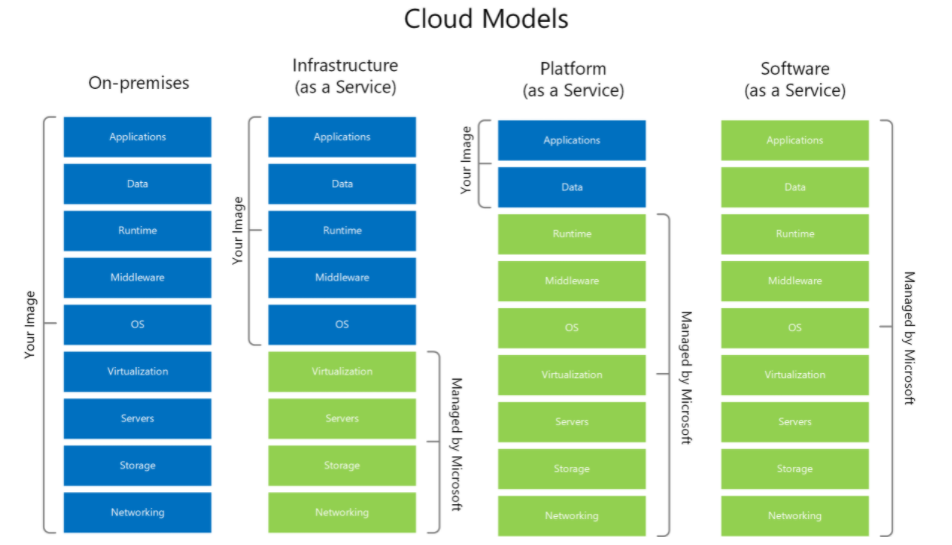 Cloud Models
On-premises
Your Image
Applications
Data
Runtime
Middleware
OS
Virtualization
Servers
Storage
Networking
Infrastructure
(as a Service)
Your Image
Applications
Data
Runtime
Middleware
OS
Virtualization
Servers
Storage
Networking
Managed by Microsoft
Platform
(as a Service)
Your Image
Applications
Data
Runtime
Middleware
OS
Virtualization
Servers
Storage
Networking
Managed by Microsoft
Software
(as a Service)
Applications
Data
Runtime
Middleware
OS
Virtualization
Servers
Storage
Networking
Managed by Microsoft